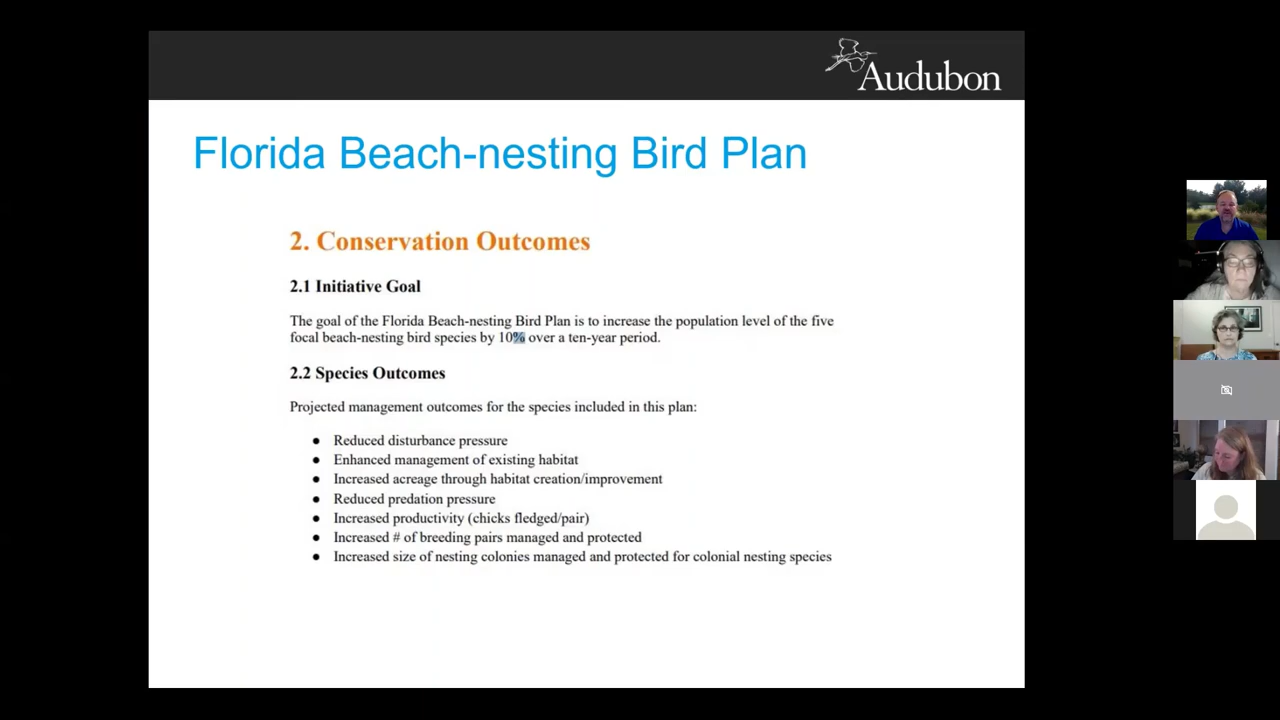 Audubon
Florida Beach-nesting Bird Plan
2. Conservation Outcomes
2.1 Initiative Goal
The goal of the Florida Beach-nesting Bird Plan is to increase the population level of the five
focal beach-nesting bird species by 10% over a ten-year period.
2.2 Species Outcomes
Projected management outcomes for the species included in this plan:
● Reduced disturbance pressure
● Enhanced management of existing habitat
● Increased acreage through habitat creation/improvement
● Reduced predation pressure
● Increased productivity (chicks fledged/pair)
● Increased # of breeding pairs managed and protected
● Increased size of nesting colonies managed and protected for colonial nesting species